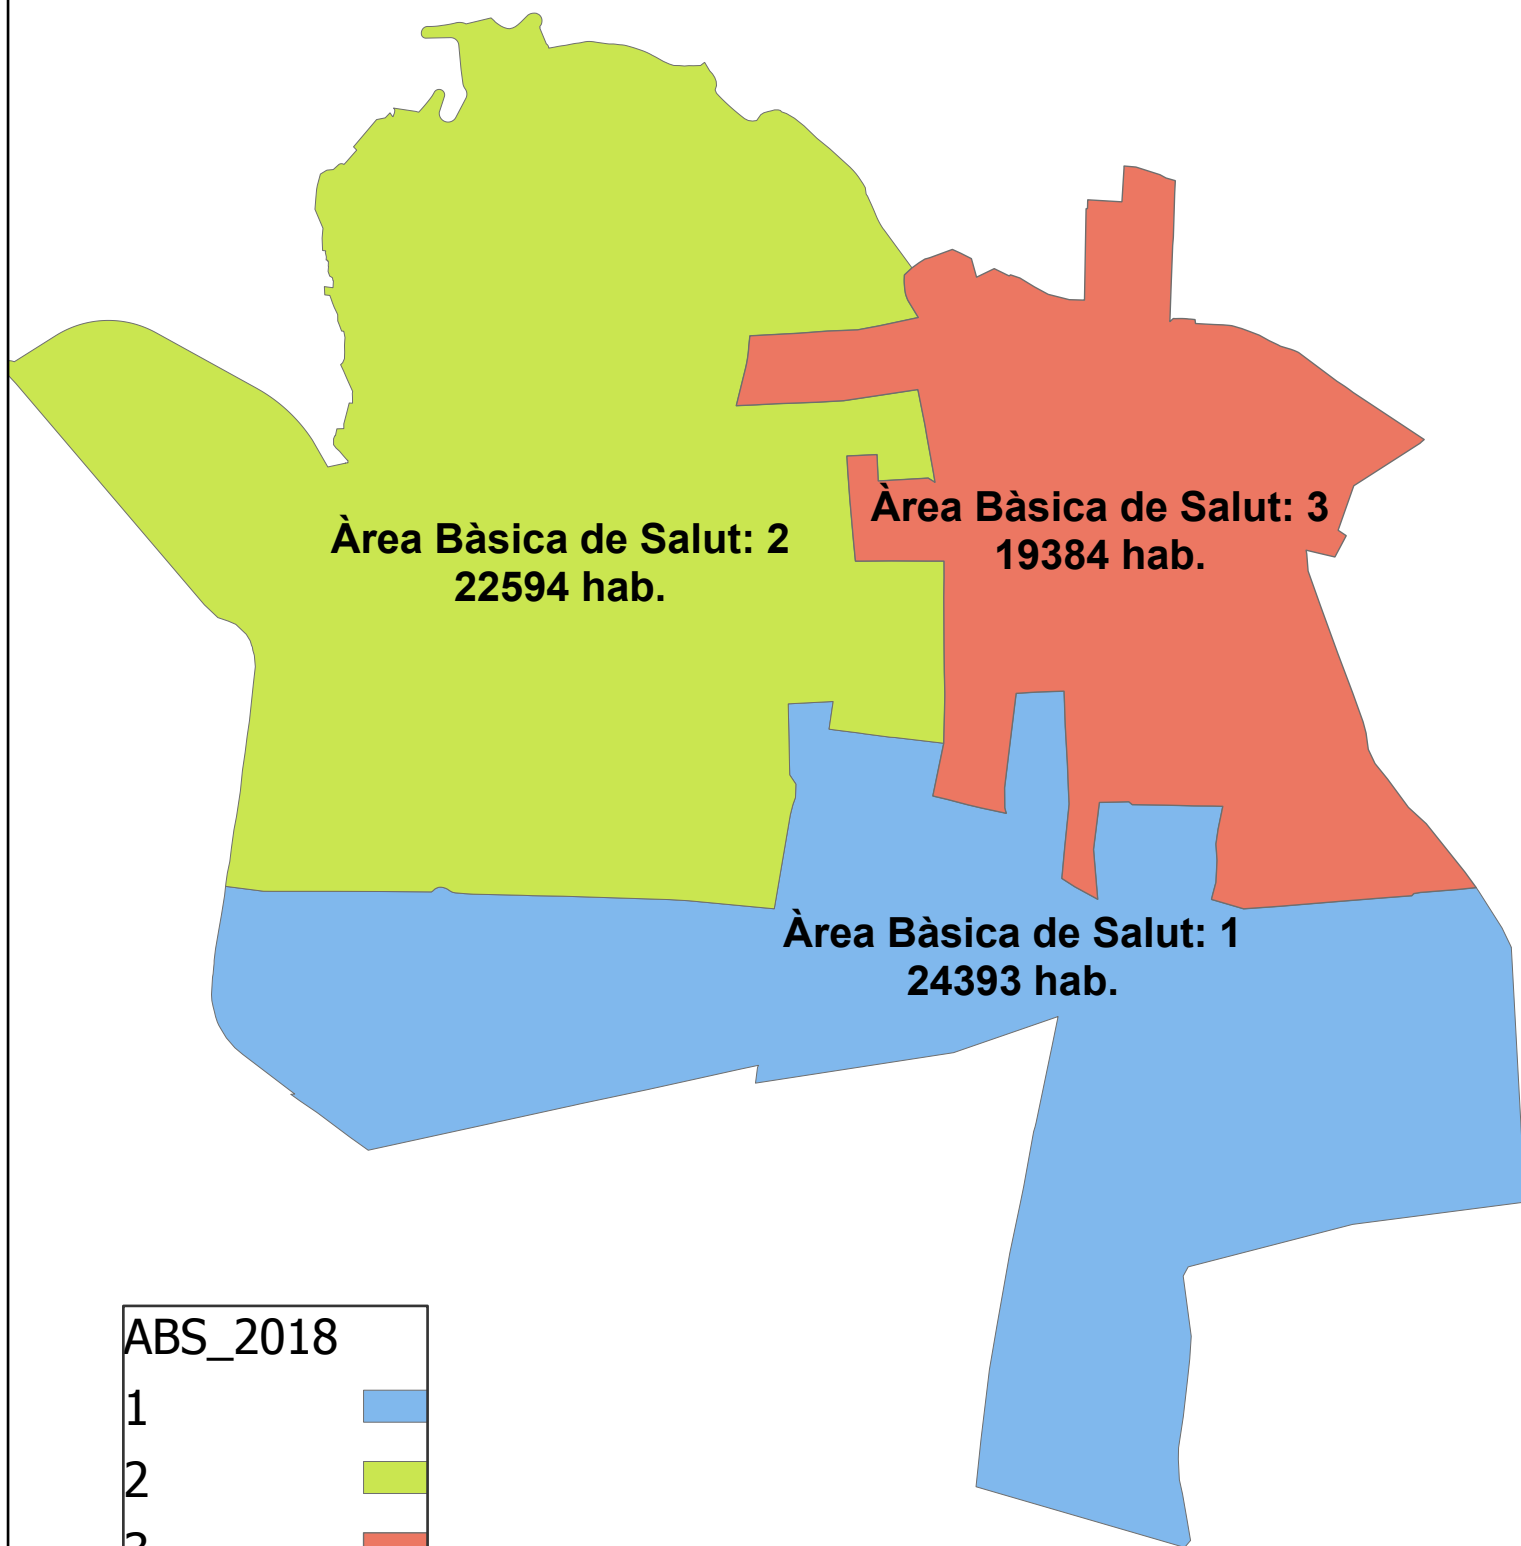 Àrea Bàsica de Salut: 3
19384 hab.
Àrea Bàsica de Salut: 2
22594 hab.
Àrea Bàsica de Salut: 1
24393 hab.
ABS_2018
1
2
3